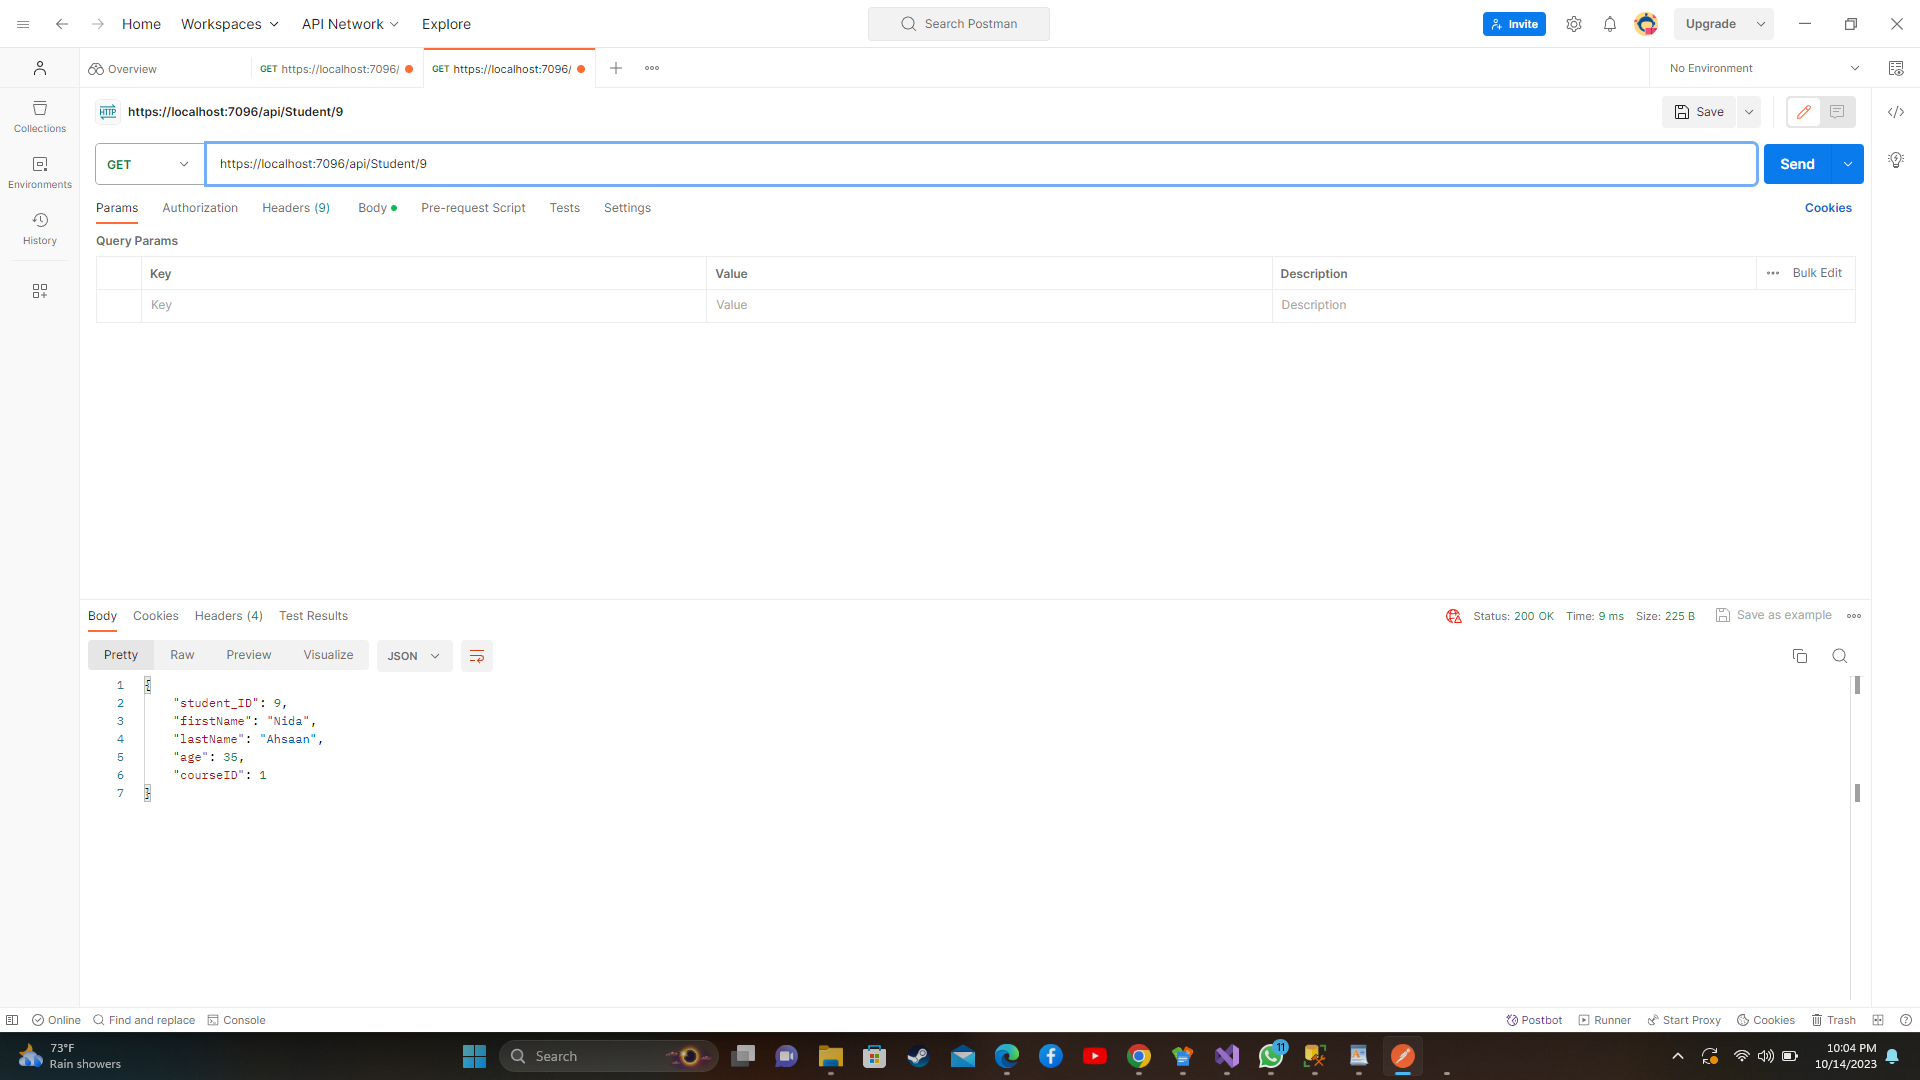 Home Workspaces API Network Explore Search Postman Invite Upgrade
Overview GET https://localhost:7096/ GET https://localhost:7096/ No Environment
HTTP https://localhost:7096/api/Student/9 Save
GET https://localhost:7096/api/Student/9 Send
Params Authorization Headers (9) Body Pre-request Script Tests Settings Cookies
Query Params
Key Value Description Bulk Edit
Key Value Description
Collections
Environments
History
Body Cookies Headers (4) Test Results Status: 200 OK Time: 9 ms Size: 225 B Save as example
Pretty Raw Preview Visualize JSON
1 {
2 "student_ID": 9,
3 "firstName": "Nida",
4 "lastName": "Ahsaan",
5 "age": 35,
6 "courseID": 1
7 }
Online Find and replace Console Postbot Runner Start Proxy Cookies Trash
73°F
Rain showers
Search
11
10:04 PM
10/14/2023